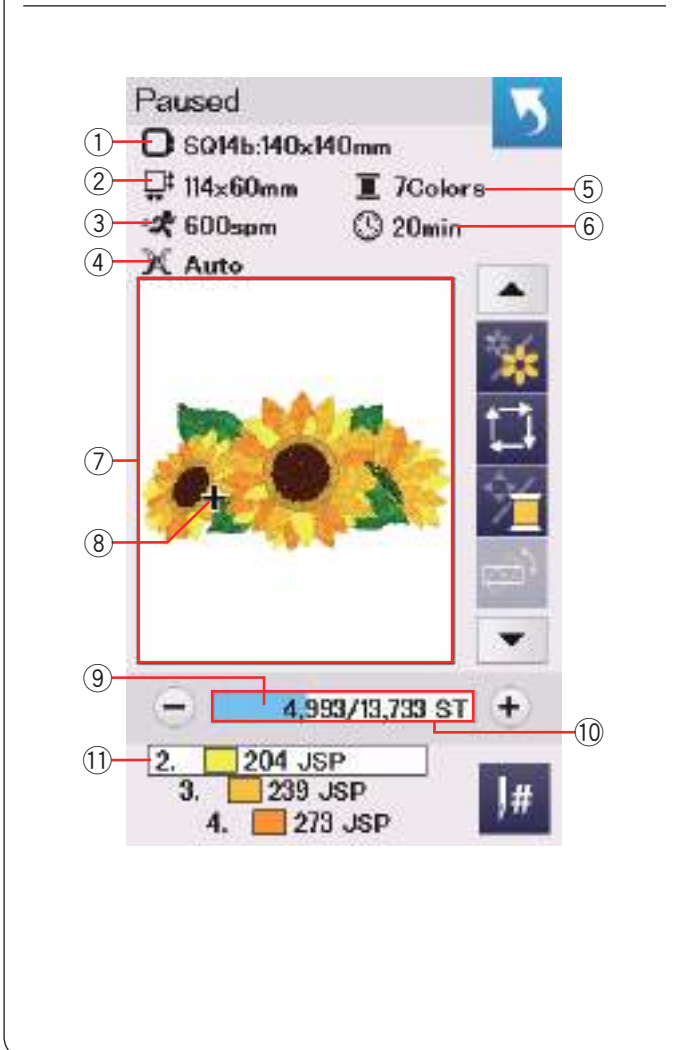 Paused
① SQ14b:140x140mm
② 114x60mm 7Colors ⑤
③ 600spm 20min ⑥
④ Auto
⑦
⑧
⑨
− 4,993/13,733 ST +
⑩
⑪ 2. 204 JSP
3. 239 JSP
4. 273 JSP
#